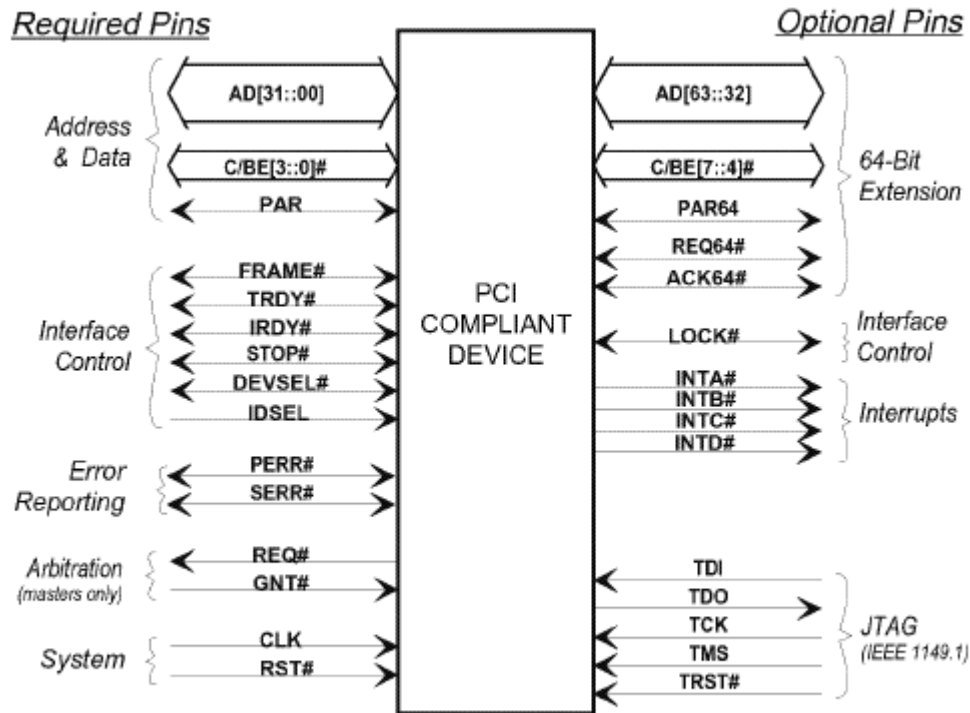 Required Pins
Optional Pins
Address
& Data
AD[31::00]
C/BE[3::0]#
PAR
Interface
Control
FRAME#
TRDY#
IRDY#
STOP#
DEVSEL#
IDSEL
Error
Reporting
PERR#
SERR#
Arbitration
(masters only)
REQ#
GNT#
System
CLK
RST#
PCI
COMPLIANT
DEVICE
AD[63::32]
C/BE[7::4]#
PAR64
REQ64#
ACK64#
64-Bit
Extension
LOCK#
Interface
Control
INTA#
INTB#
INTC#
INTD#
Interrupts
TDI
TDO
TCK
TMS
TRST#
JTAG
(IEEE 1149.1)